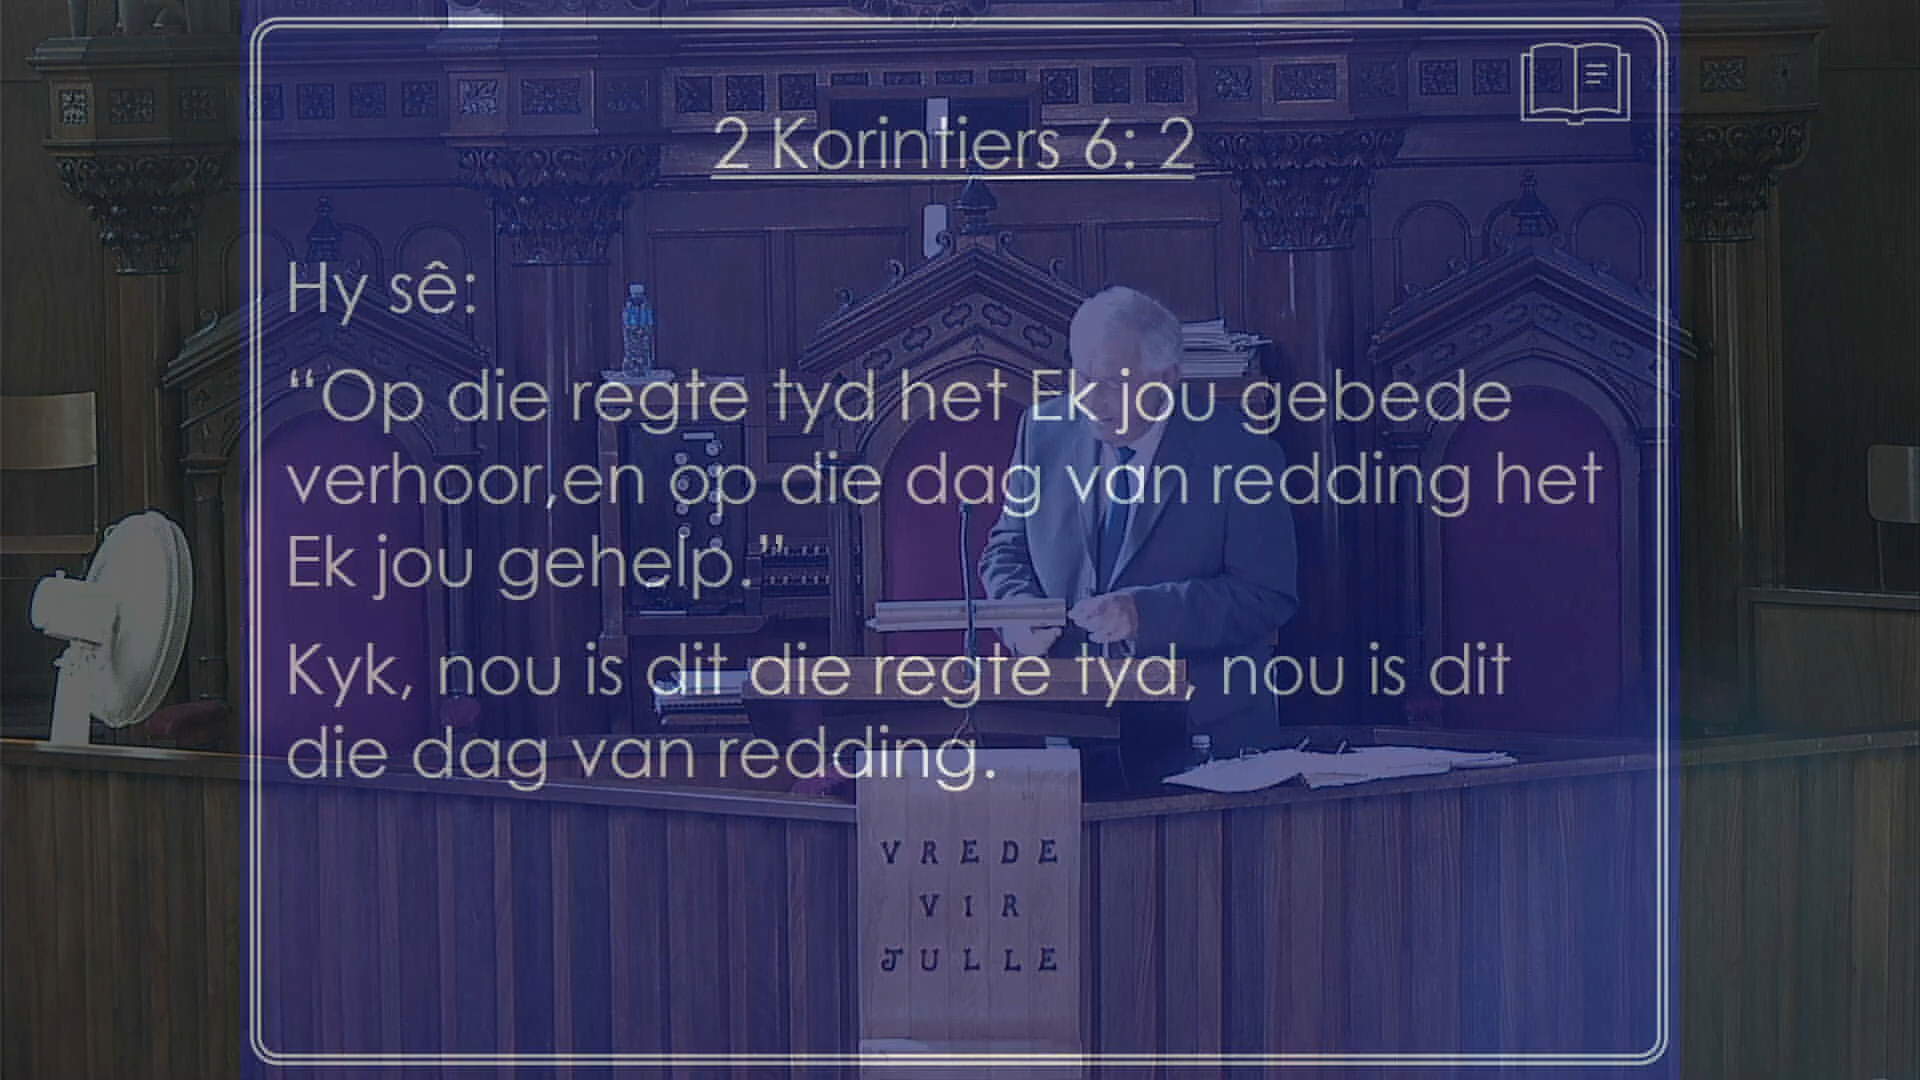 2 Korintiers 6: 2
Hy sê:
“Op die regte tyd het Ek jou gebede
verhoor,en op die dag van redding het
Ek jou gehelp.”
Kyk, nou is dit die regte tyd, nou is dit
die dag van redding.
VREDE
VIR
JULLE